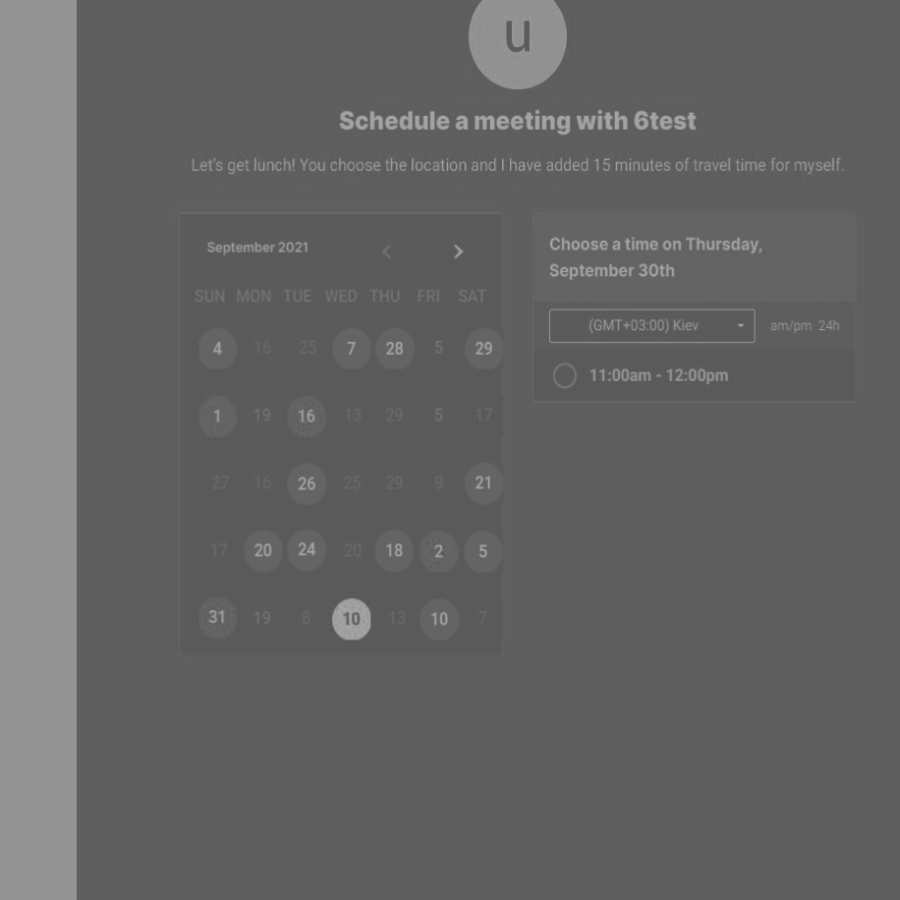 u
Schedule a meeting with 6test
Let's get lunch! You choose the location and I have added 15 minutes of travel time for myself.
September 2021
SUN MON TUE WED THU FRI SAT
4 16 25 7 28 5 29
1 19 16 13 29 5 17
27 16 26 25 29 9 21
17 20 24 20 18 2 5
31 19 8 10 13 10 7
Choose a time on Thursday,
September 30th
(GMT+03:00) Kiev am/pm 24h
11:00am - 12:00pm